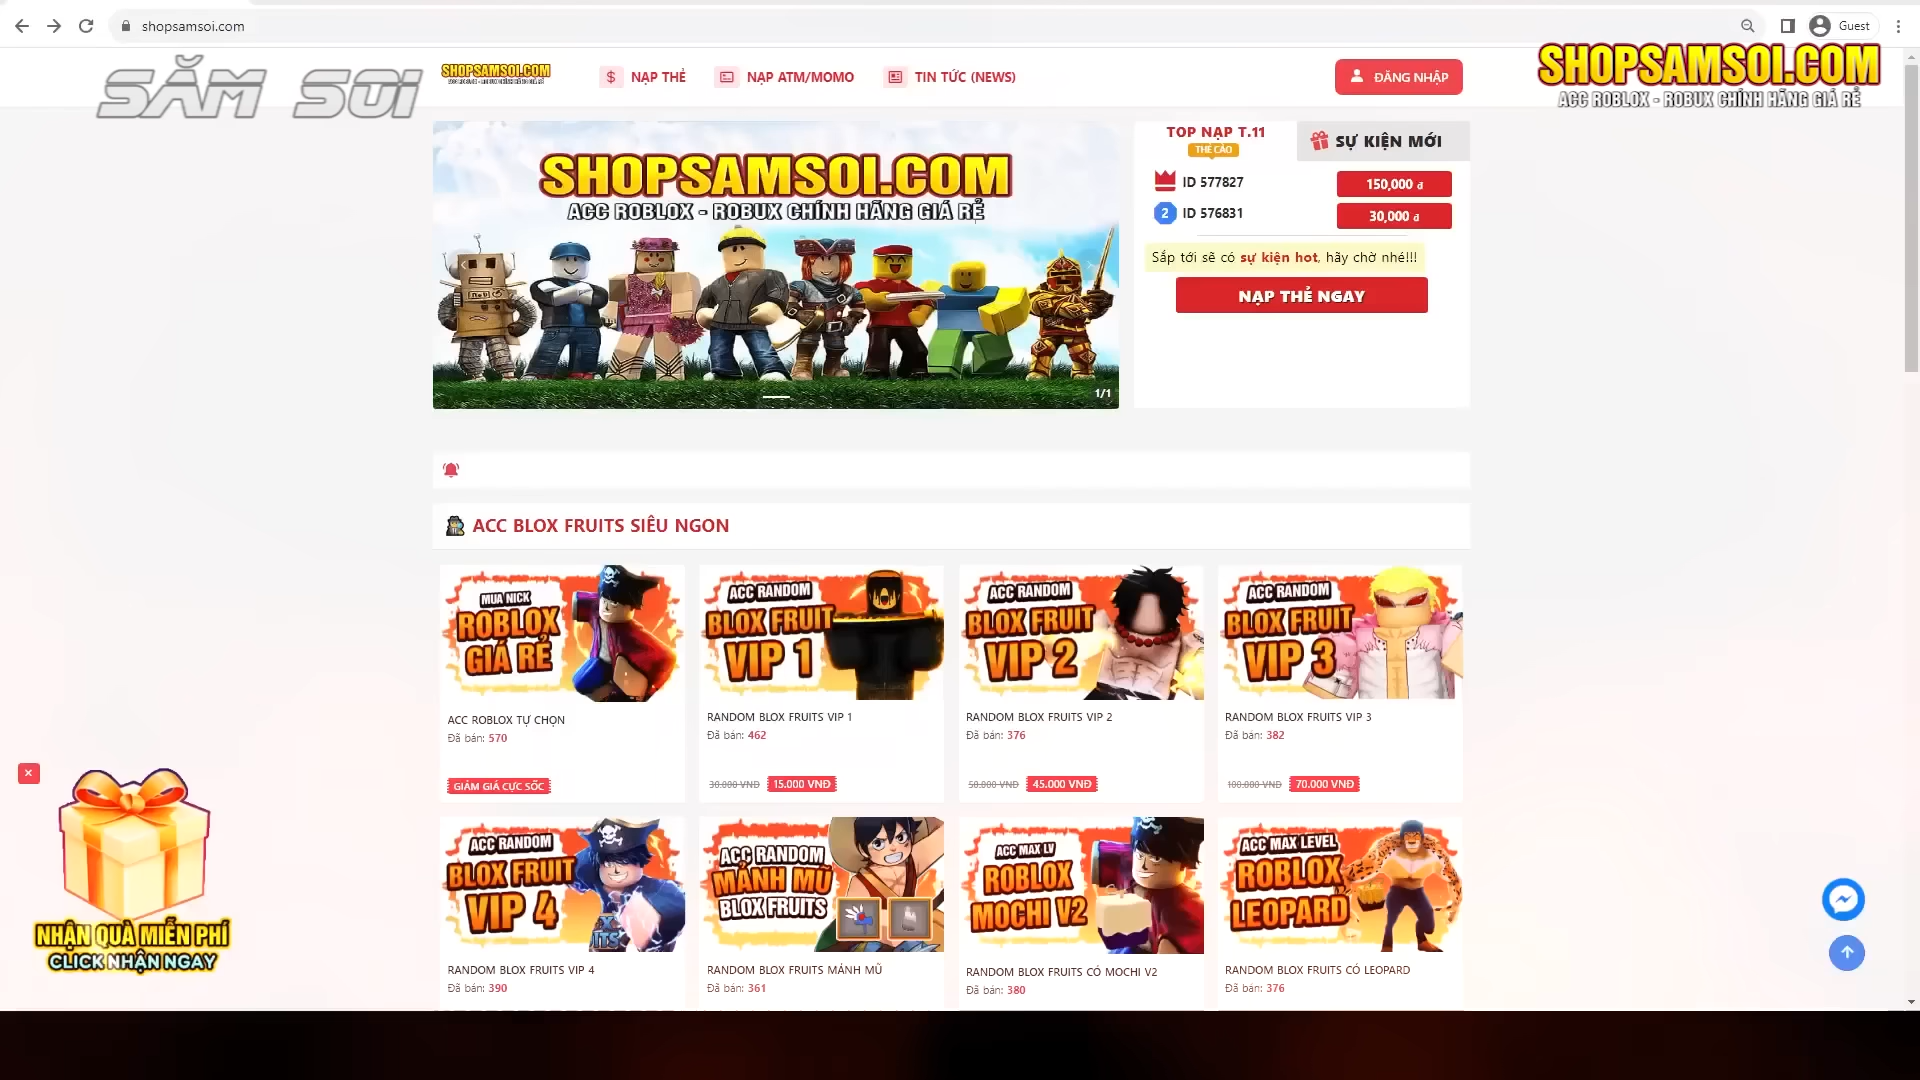 shopsamsoi.com
Guest
SĂM SOI
SHOPSAMSOI.COM
NẠP THẺ
NẠP ATM/MOMO
TIN TỨC (NEWS)
ĐĂNG NHẬP
SHOPSAMSOI.COM
ACC ROBLOX - ROBUX CHÍNH HÃNG GIÁ RẺ
SHOPSAMSOI.COM
ACC ROBLOX - ROBUX CHÍNH HÃNG GIÁ RẺ
1/1
TOP NẠP T.11
THẺ CÀO
SỰ KIỆN MỚI
ID 577827
150,000 đ
2
ID 576831
30,000 đ
Sắp tới sẽ có sự kiện hot, hãy chờ nhé!!!
NẠP THẺ NGAY
ACC BLOX FRUITS SIÊU NGON
MUA NICK
ROBLOX
GIÁ RẺ
ACC RANDOM
BLOX FRUIT
VIP 1
ACC RANDOM
BLOX FRUIT
VIP 2
ACC RANDOM
BLOX FRUIT
VIP 3
ACC ROBLOX TỰ CHỌN
Đã bán: 570
GIẢM GIÁ CỰC SỐC
RANDOM BLOX FRUITS VIP 1
Đã bán: 462
30.000 VNĐ 15.000 VNĐ
RANDOM BLOX FRUITS VIP 2
Đã bán: 376
50.000 VNĐ 45.000 VNĐ
RANDOM BLOX FRUITS VIP 3
Đã bán: 382
100.000 VNĐ 70.000 VNĐ
ACC RANDOM
BLOX FRUIT
VIP 4
ACC RANDOM
MẢNH MŨ
BLOX FRUITS
ACC MAX LV
ROBLOX
MOCHI V2
ACC MAX LEVEL
ROBLOX
LEOPARD
RANDOM BLOX FRUITS VIP 4
Đã bán: 390
RANDOM BLOX FRUITS MẢNH MŨ
Đã bán: 361
RANDOM BLOX FRUITS CÓ MOCHI V2
Đã bán: 380
RANDOM BLOX FRUITS CÓ LEOPARD
Đã bán: 376
NHẬN QUÀ MIỄN PHÍ
CLICK NHẬN NGAY